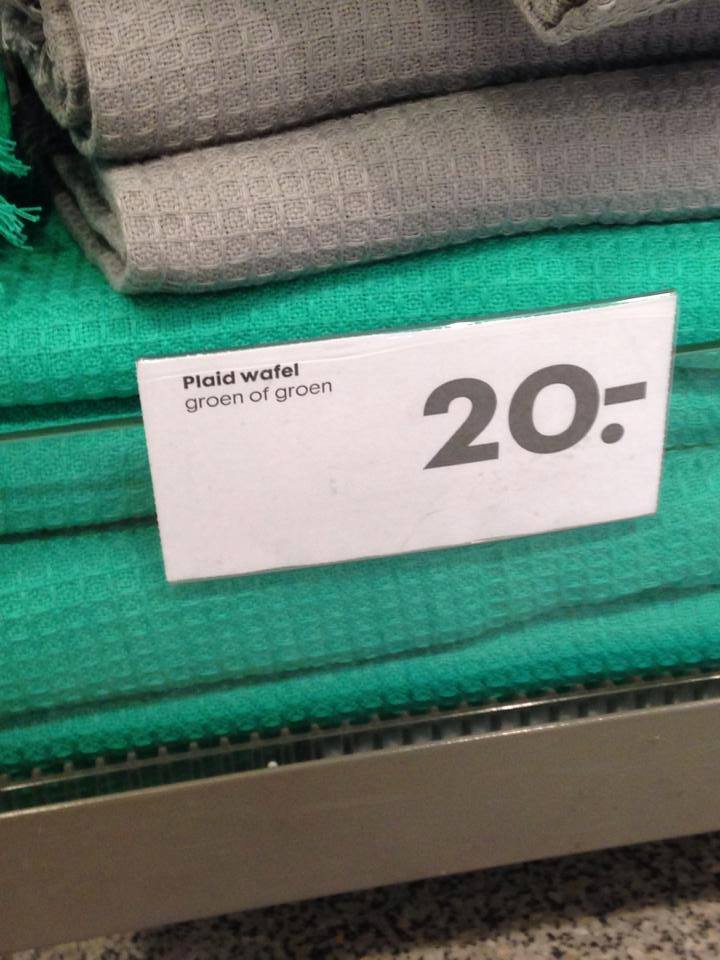 Plaid wafel
groen of groen
20:-